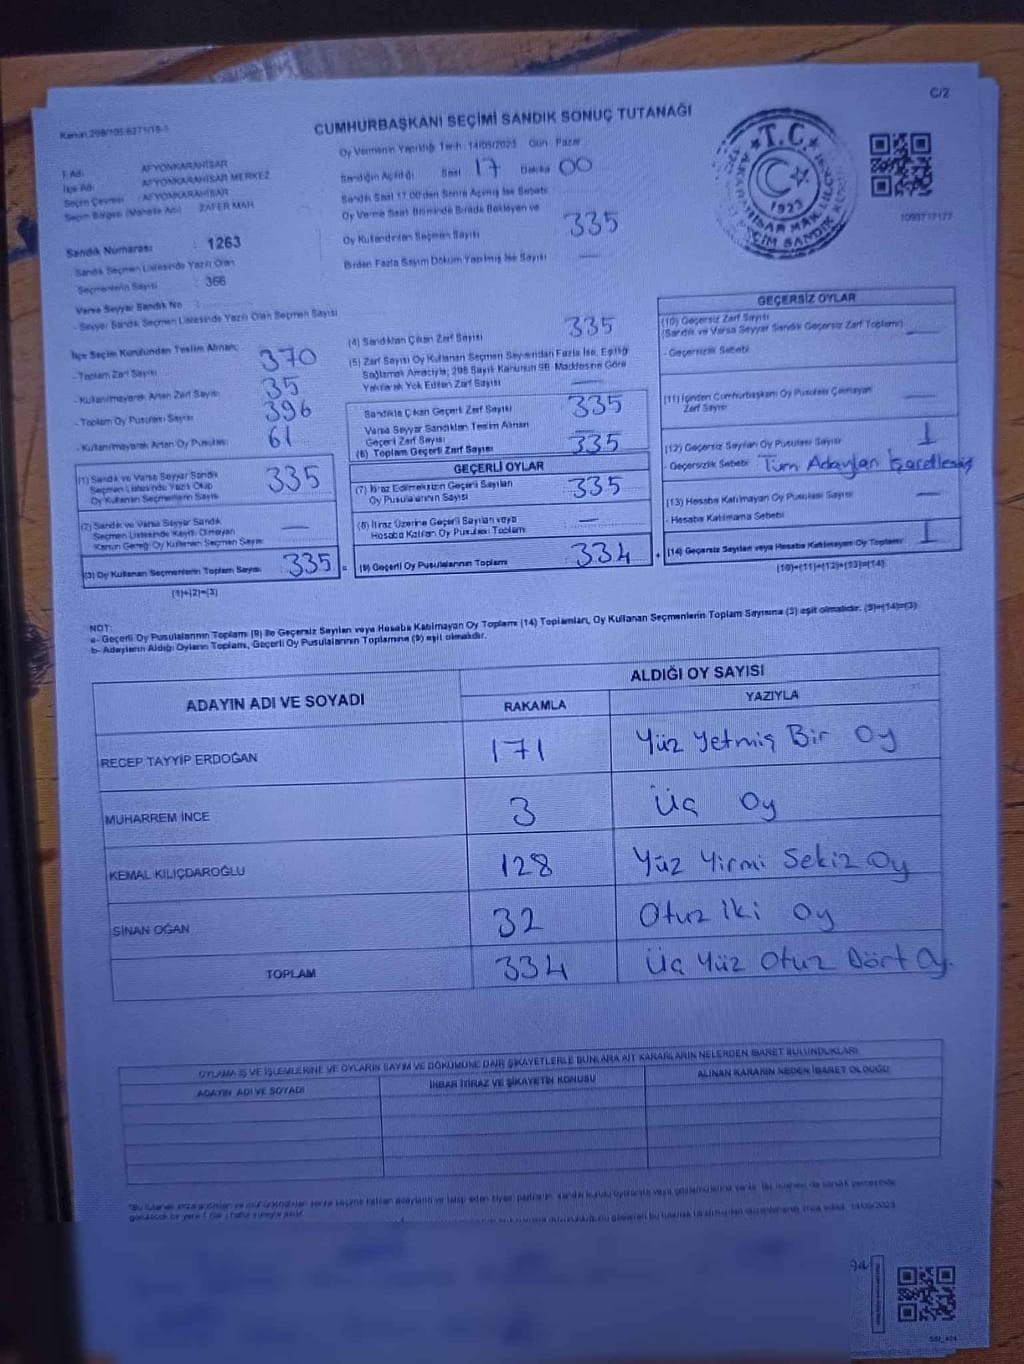 C/2
Kanun:298/105;6271/18-1
CUMHURBAŞKANI SEÇİMİ SANDIK SONUÇ TUTANAĞI
İl Adı : AFYONKARAHİSAR
İlçe Adı : AFYONKARAHİSAR MERKEZ
Seçim Çevresi : AFYONKARAHİSAR
Seçim Bölgesi (Mahalle Adı) : ZAFER MAH
Sandık Numarası : 1263
Sandık Seçmen Listesinde Yazılı Olan
Seçmenlerin Sayısı : 366
Varsa Seyyar Sandık No
- Seyyar Sandık Seçmen Listesinde Yazılı Olan Seçmen Sayısı
Oy Vermenin Yapıldığı Tarih: 14/05/2023 Gün: Pazar
Sandığın Açıldığı Saat 17 Dakika 00
Sandık Saat 17.00'den Sonra Açılmış İse Sebebi
Oy Verme Saati Bitiminde Sırada Bekleyen ve
Oy Kullandırılan Seçmen Sayısı 335
Birden Fazla Sayım Döküm Yapılmış İse Sayısı —
T.C.
1923
1093717177
İlçe Seçim Kurulundan Teslim Alınan;
- Toplam Zarf Sayısı 370
- Kullanılmayarak Artan Zarf Sayısı 35
- Toplam Oy Pusulası Sayısı 396
- Kullanılmayarak Artan Oy Pusulası 61
(1) Sandık ve Varsa Seyyar Sandık
Seçmen Listesinde Yazılı Olup
Oy Kullanan Seçmenlerin Sayısı 335
(2) Sandık ve Varsa Seyyar Sandık
Seçmen Listesinde Kayıtlı Olmayan
Kanun Gereği Oy Kullanan Seçmen Sayısı —
(3) Oy Kullanan Seçmenlerin Toplam Sayısı 335
(1)+(2)=(3)
(4) Sandıktan Çıkan Zarf Sayısı 335
(5) Zarf Sayısı Oy Kullanan Seçmen Sayısından Fazla İse, Eşitliği
Sağlamak Amacıyla; 298 Sayılı Kanunun 98. Maddesine Göre
Yakılarak Yok Edilen Zarf Sayısı —
Sandıkta Çıkan Geçerli Zarf Sayısı 335
Varsa Seyyar Sandıktan Teslim Alınan
Geçerli Zarf Sayısı —
(6) Toplam Geçerli Zarf Sayısı 335
GEÇERLİ OYLAR
(7) İtiraz Edilmeksizin Geçerli Sayılan
Oy Pusulalarının Sayısı 335
(8) İtiraz Üzerine Geçerli Sayılan veya
Hesaba Katılan Oy Pusulası Toplamı —
(9) Geçerli Oy Pusulalarının Toplamı 334
GEÇERSİZ OYLAR
(10) Geçersiz Zarf Sayısı
(Sandık ve Varsa Seyyar Sandık Geçersiz Zarf Toplamı) —
- Geçersizlik Sebebi
(11) İçinden Cumhurbaşkanı Oy Pusulası Çıkmayan
Zarf Sayısı —
(12) Geçersiz Sayılan Oy Pusulası Sayısı 1
- Geçersizlik Sebebi Tüm Adayları İşaretlemiş
(13) Hesaba Katılmayan Oy Pusulası Sayısı —
- Hesaba Katılmama Sebebi
(14) Geçersiz Sayılan veya Hesaba Katılmayan Oy Toplamı 1
(10)+(11)+(12)+(13)=(14)
NOT:
a- Geçerli Oy Pusulalarının Toplamı (9) ile Geçersiz Sayılan veya Hesaba Katılmayan Oy Toplamı (14) Toplamları, Oy Kullanan Seçmenlerin Toplam Sayısına (3) eşit olmalıdır. (9)+(14)=(3)
b- Adayların Aldığı Oyların Toplamı, Geçerli Oy Pusulalarının Toplamına (9) eşit olmalıdır.
ADAYIN ADI VE SOYADI ALDIĞI OY SAYISI
RAKAMLA YAZIYLA
RECEP TAYYİP ERDOĞAN 171 Yüz Yetmiş Bir Oy
MUHARREM İNCE 3 Üç Oy
KEMAL KILIÇDAROĞLU 128 Yüz Yirmi Sekiz Oy
SİNAN OĞAN 32 Otuz İki Oy
TOPLAM 334 Üç Yüz Otuz Dört Oy.
OYLAMA İŞ VE İŞLEMLERİNE VE OYLARIN SAYIM VE DÖKÜMÜNE DAİR ŞİKAYETLERLE BUNLARA AİT KARARLARIN NELERDEN İBARET BULUNDUKLARI
ADAYIN ADI VE SOYADI İHBAR İTİRAZ VE ŞİKAYETİN KONUSU ALINAN KARARIN NEDEN İBARET OLDUĞU